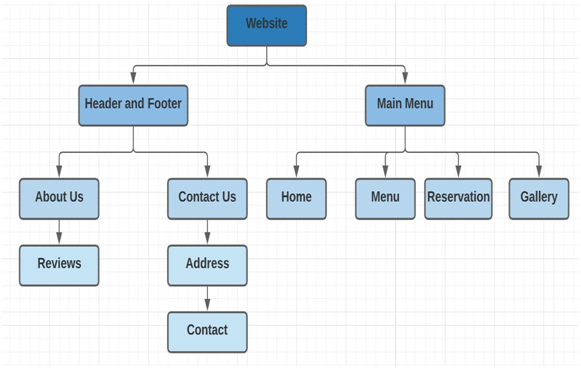 Website
Header and Footer
Main Menu
About Us
Contact Us
Home
Menu
Reservation
Gallery
Reviews
Address
Contact